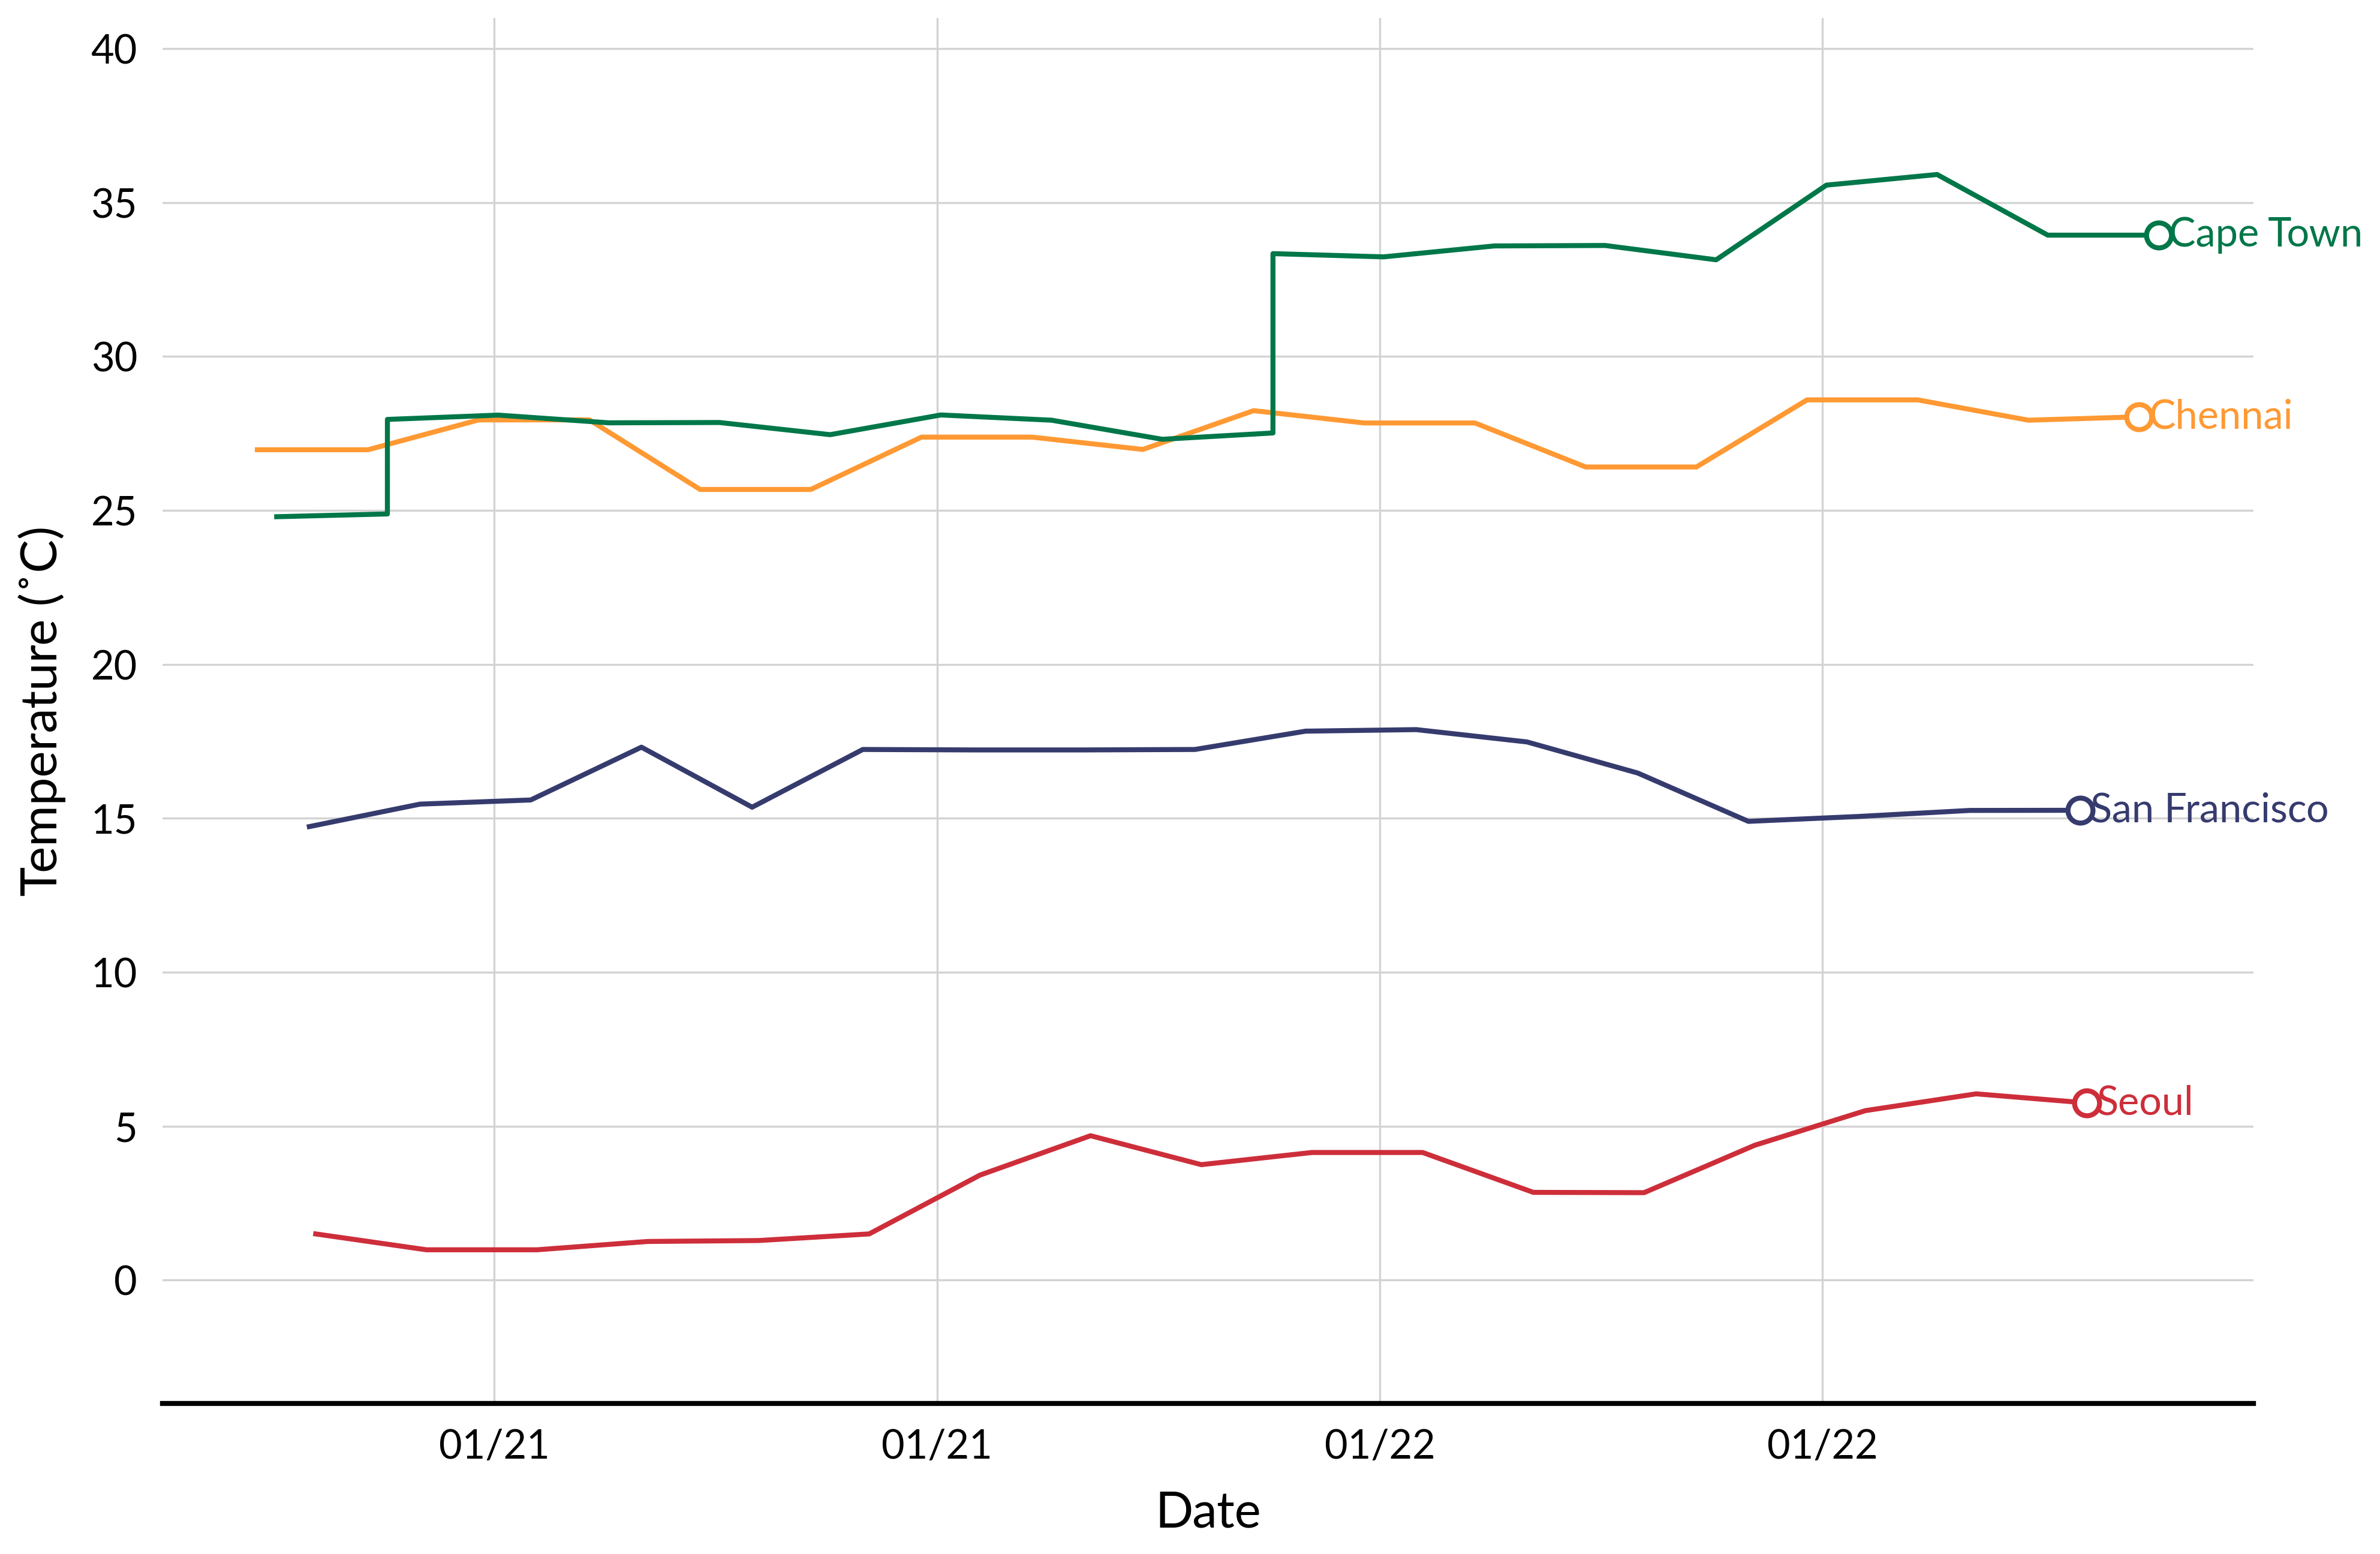 40
35
Cape Town
30
Chennai
25
20
15
San Francisco
10
5
Seoul
0
Temperature (°C)
01/21 01/21 01/22 01/22
Date